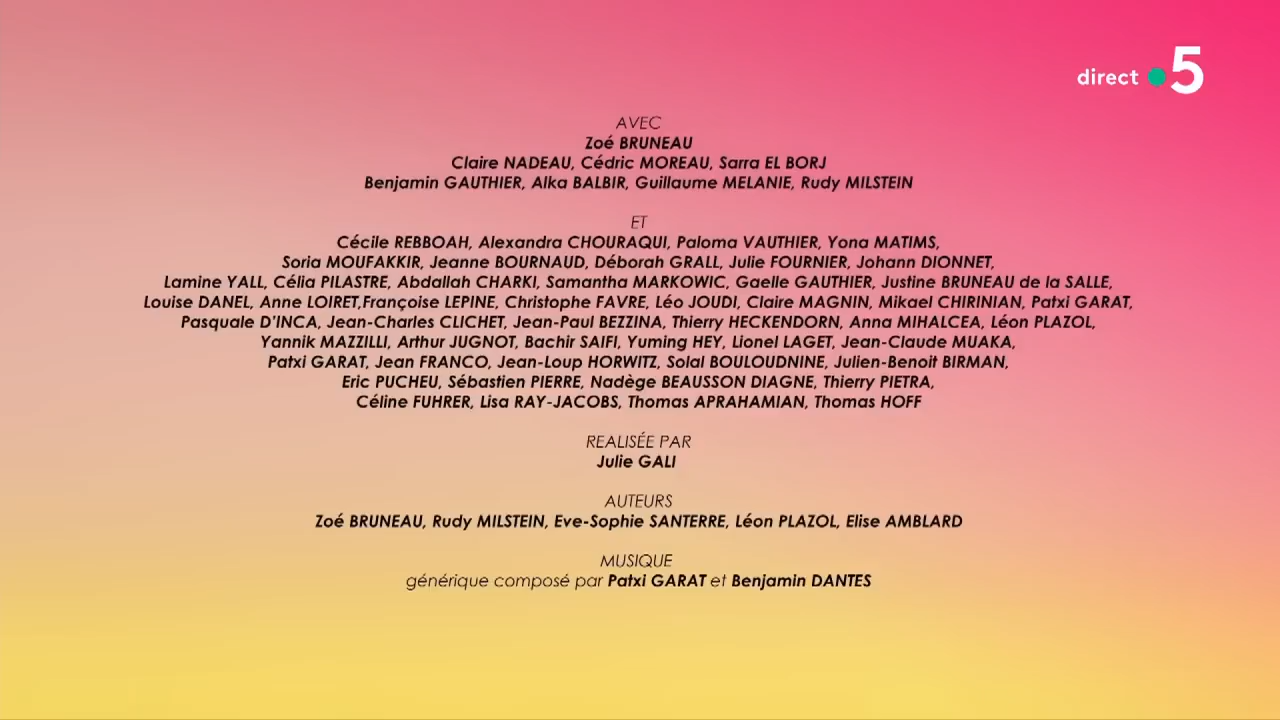 direct 5
AVEC
Zoé BRUNEAU
Claire NADEAU, Cédric MOREAU, Sarra EL BORJ
Benjamin GAUTHIER, Alka BALBIR, Guillaume MELANIE, Rudy MILSTEIN
ET
Cécile REBBOAH, Alexandra CHOURAQUI, Paloma VAUTHIER, Yona MATIMS,
Soria MOUFAKKIR, Jeanne BOURNAUD, Déborah GRALL, Julie FOURNIER, Johann DIONNET,
Lamine YALL, Célia PILASTRE, Abdallah CHARKI, Samantha MARKOWIC, Gaelle GAUTHIER, Justine BRUNEAU de la SALLE,
Louise DANEL, Anne LOIRET,Françoise LEPINE, Christophe FAVRE, Léo JOUDI, Claire MAGNIN, Mikael CHIRINIAN, Patxi GARAT,
Pasquale D'INCA, Jean-Charles CLICHET, Jean-Paul BEZZINA, Thierry HECKENDORN, Anna MIHALCEA, Léon PLAZOL,
Yannik MAZZILLI, Arthur JUGNOT, Bachir SAIFI, Yuming HEY, Lionel LAGET, Jean-Claude MUAKA,
Patxi GARAT, Jean FRANCO, Jean-Loup HORWITZ, Solal BOULOUDNINE, Julien-Benoit BIRMAN,
Eric PUCHEU, Sébastien PIERRE, Nadège BEAUSSON DIAGNE, Thierry PIETRA,
Céline FUHRER, Lisa RAY-JACOBS, Thomas APRAHAMIAN, Thomas HOFF
REALISÉE PAR
Julie GALI
AUTEURS
Zoé BRUNEAU, Rudy MILSTEIN, Eve-Sophie SANTERRE, Léon PLAZOL, Elise AMBLARD
MUSIQUE
générique composé par Patxi GARAT et Benjamin DANTES